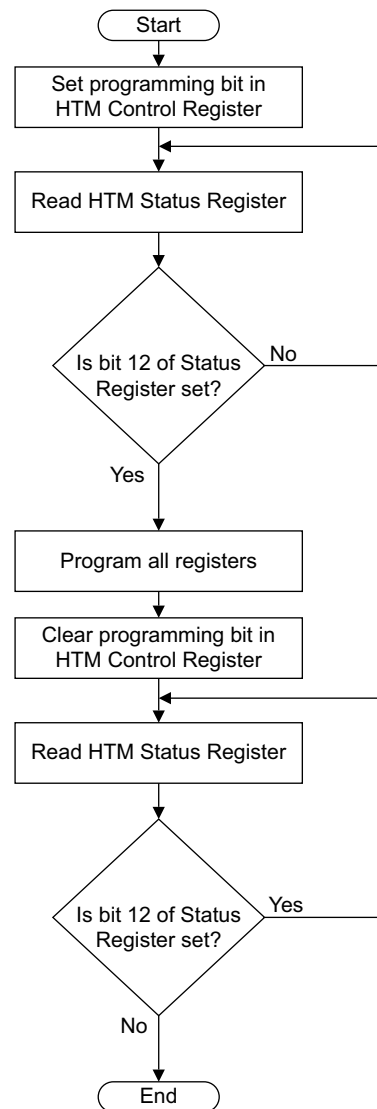 Start
Set programming bit in
HTM Control Register
Read HTM Status Register
Is bit 12 of Status
Register set?
No
Yes
Program all registers
Clear programming bit in
HTM Control Register
Read HTM Status Register
Is bit 12 of Status
Register set?
Yes
No
End